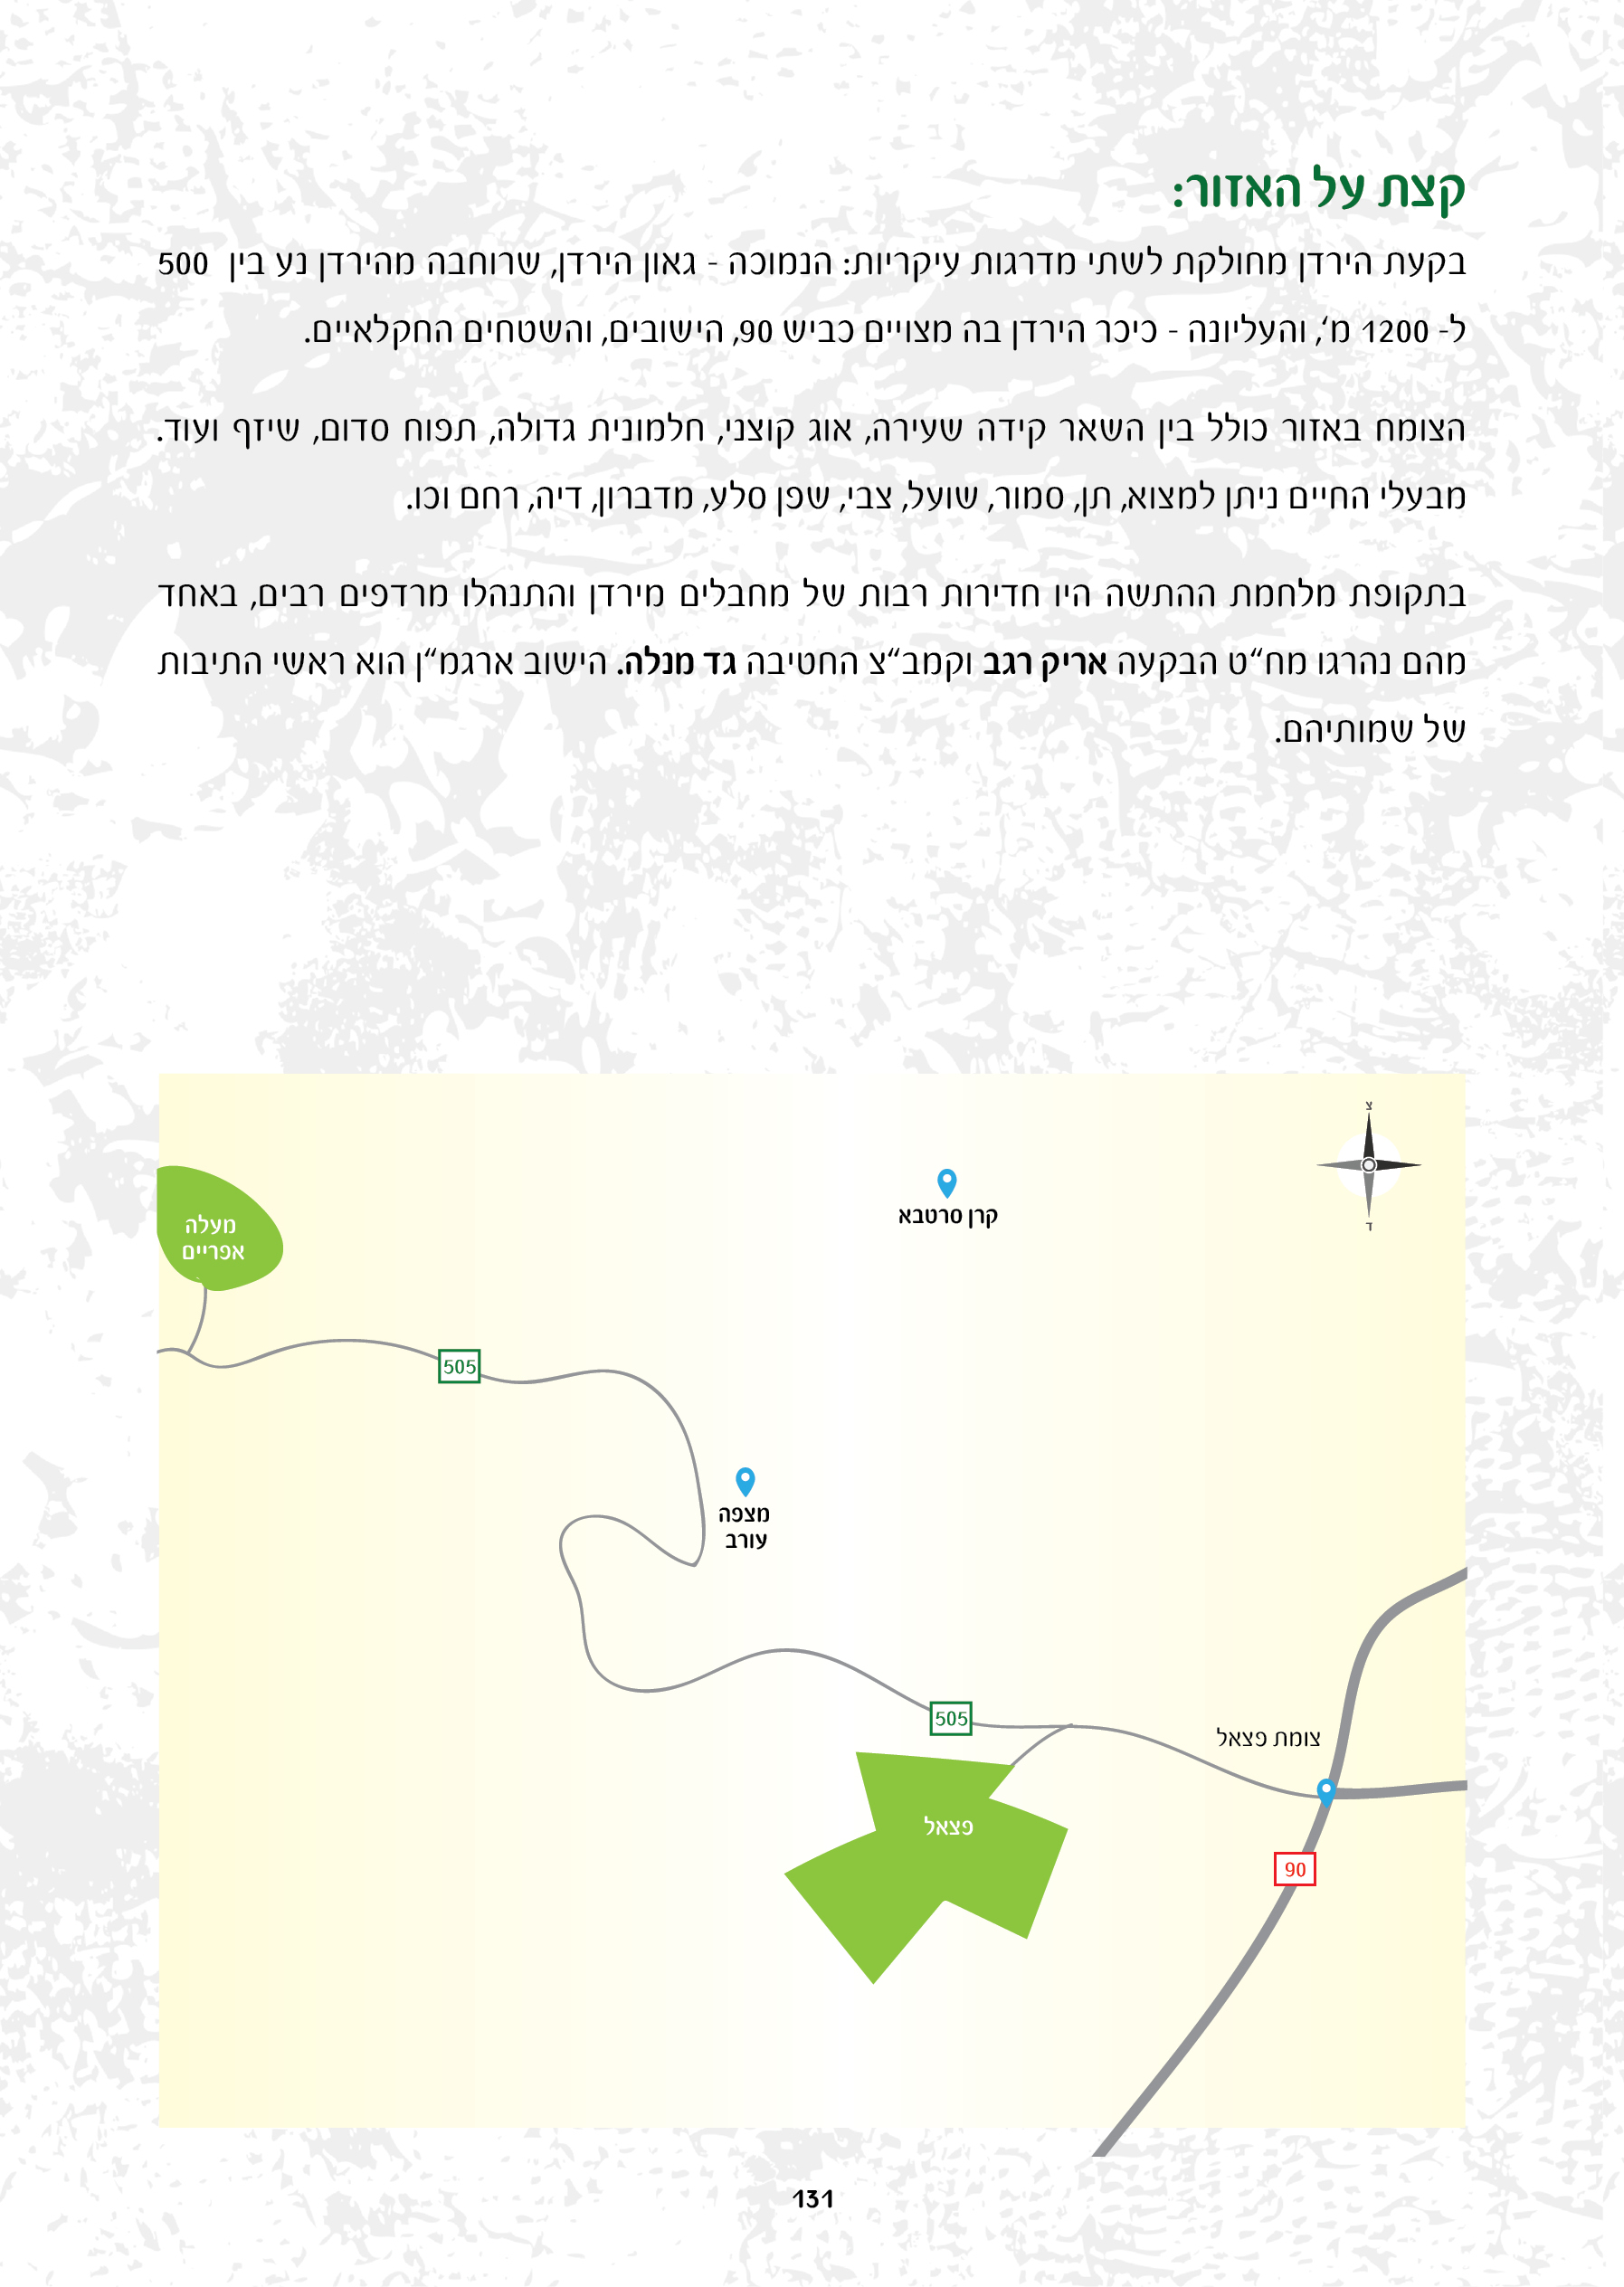 קצת על האזור:
בקעת הירדן מחולקת לשתי מדרגות עיקריות: הנמוכה - גאון הירדן, שרוחבה מהירדן נע בין 500
ל- 1200 מ', והעליונה - כיכר הירדן בה מצויים כביש 90, הישובים, והשטחים החקלאיים.
הצומח באזור כולל בין השאר קידה שעירה, אוג קוצני, חלמונית גדולה, תפוח סדום, שיזף ועוד.
מבעלי החיים ניתן למצוא, תן, סמור, שועל, צבי, שפן סלע, מדברון, דיה, רחם וכו.
בתקופת מלחמת ההתשה היו חדירות רבות של מחבלים מירדן והתנהלו מרדפים רבים, באחד
מהם נהרגו מח"ט הבקעה אריק רגב וקמב"צ החטיבה גד מנלה. הישוב ארגמ"ן הוא ראשי התיבות
של שמותיהם.
צ
ד
קרן סרטבא
מעלה
אפריים
505
מצפה
עורב
505
צומת פצאל
פצאל
90
131